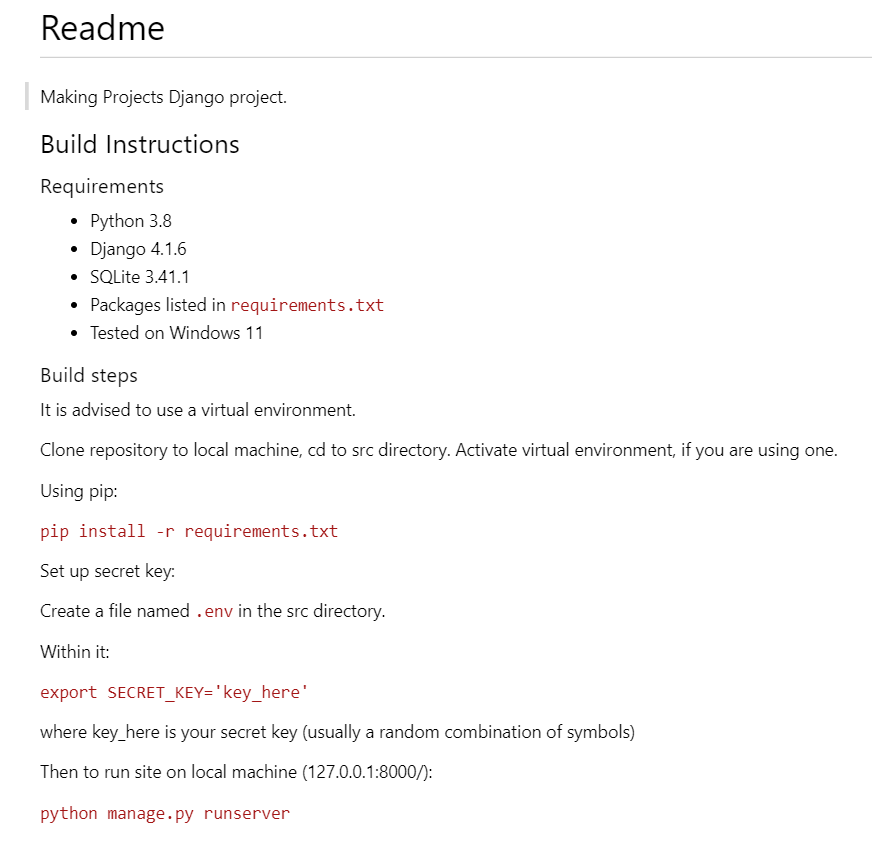 Readme
Making Projects Django project.
Build Instructions
Requirements
• Python 3.8
• Django 4.1.6
• SQLite 3.41.1
• Packages listed in requirements.txt
• Tested on Windows 11
Build steps
It is advised to use a virtual environment.
Clone repository to local machine, cd to src directory. Activate virtual environment, if you are using one.
Using pip:
pip install -r requirements.txt
Set up secret key:
Create a file named .env in the src directory.
Within it:
export SECRET_KEY='key_here'
where key_here is your secret key (usually a random combination of symbols)
Then to run site on local machine (127.0.0.1:8000/):
python manage.py runserver